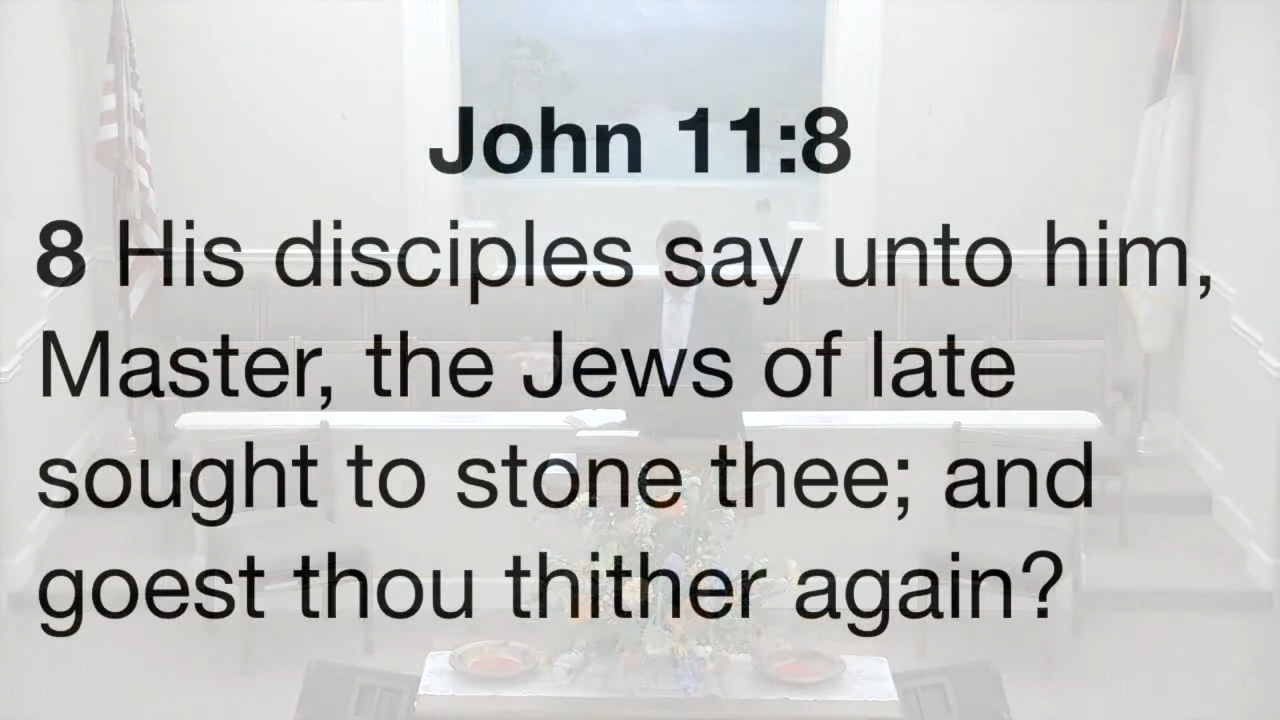 John 11:8
8 His disciples say unto him,
Master, the Jews of late
sought to stone thee; and
goest thou thither again?